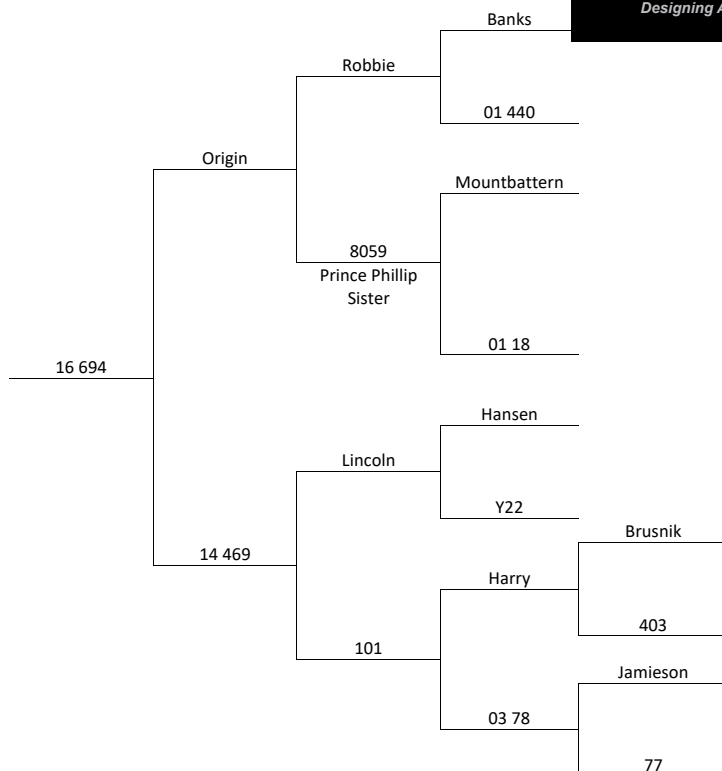 Designing A
Banks
Robbie
01 440
Origin
Mountbattern
8059
Prince Phillip
Sister
01 18
16 694
Hansen
Lincoln
Y22
14 469
Brusnik
Harry
403
101
Jamieson
03 78
77